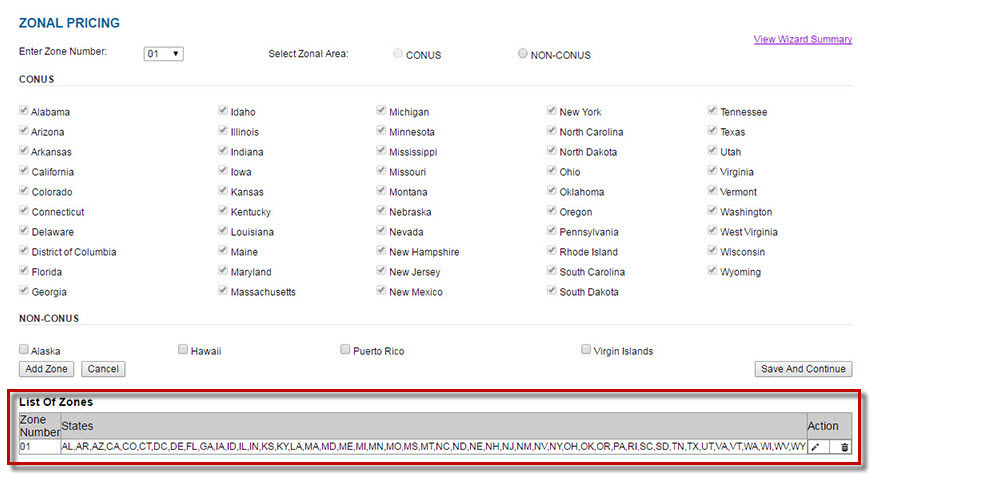 ZONAL PRICING
Enter Zone Number: 01 Select Zonal Area: CONUS NON-CONUS View Wizard Summary
CONUS
Alabama Idaho Michigan New York Tennessee
Arizona Illinois Minnesota North Carolina Texas
Arkansas Indiana Mississippi North Dakota Utah
California Iowa Missouri Ohio Virginia
Colorado Kansas Montana Oklahoma Vermont
Connecticut Kentucky Nebraska Oregon Washington
Delaware Louisiana Nevada Pennsylvania West Virginia
District of Columbia Maine New Hampshire Rhode Island Wisconsin
Florida Maryland New Jersey South Carolina Wyoming
Georgia Massachusetts New Mexico South Dakota
NON-CONUS
Alaska Hawaii Puerto Rico Virgin Islands
Add Zone Cancel Save And Continue
List Of Zones
Zone Number States Action
01 AL,AR,AZ,CA,CO,CT,DC,DE,FL,GA,IA,ID,IL,IN,KS,KY,LA,MA,MD,ME,MI,MN,MO,MS,MT,NC,ND,NE,NH,NJ,NM,NV,NY,OH,OK,OR,PA,RI,SC,SD,TN,TX,UT,VA,VT,WA,WI,WV,WY